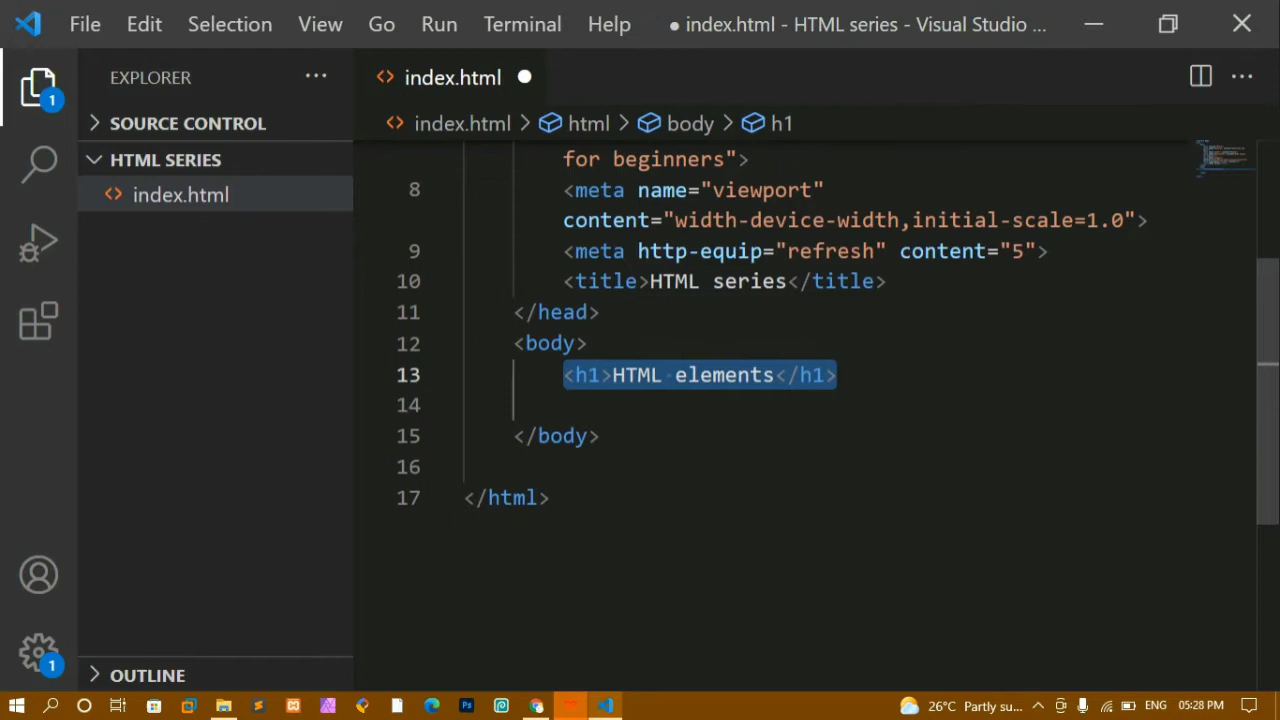 File Edit Selection View Go Run Terminal Help ● index.html - HTML series - Visual Studio ...
EXPLORER ...
index.html
SOURCE CONTROL
index.html > html > body > h1
HTML SERIES
index.html
for beginners">
8 <meta name="viewport"
content="width-device-width,initial-scale=1.0">
9 <meta http-equip="refresh" content="5">
10 <title>HTML series</title>
11 </head>
12 <body>
13 <h1>HTML elements</h1>
14
15 </body>
16
17 </html>
1
1
OUTLINE
26°C Partly su... ENG 05:28 PM